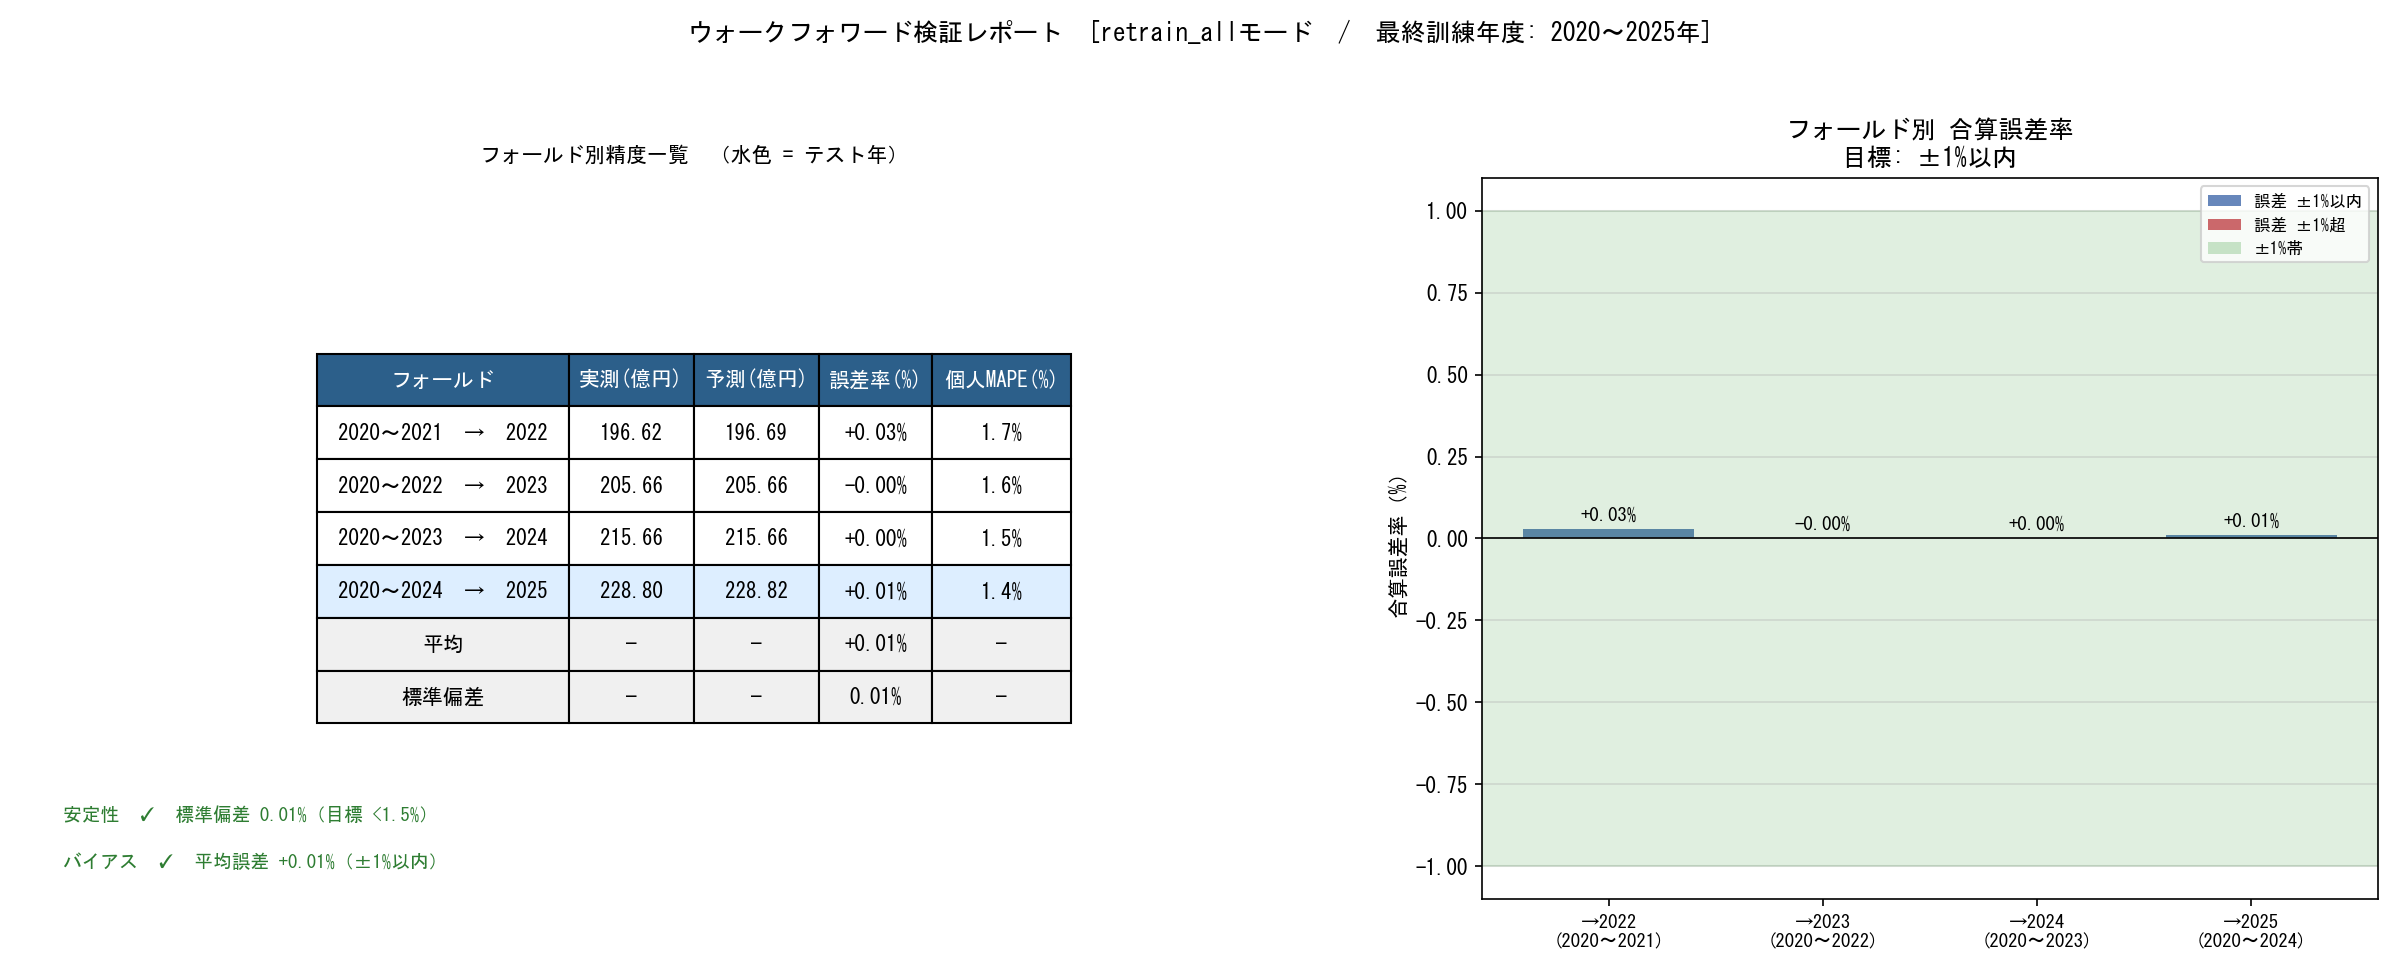 ウォークフォワード検証レポート [retrain_allモード / 最終訓練年度: 2020～2025年]
フォールド別精度一覧 (水色 = テスト年)
フォールド 実測(億円) 予測(億円) 誤差率(%) 個人MAPE(%)
2020～2021 → 2022 196.62 196.69 +0.03% 1.7%
2020～2022 → 2023 205.66 205.66 -0.00% 1.6%
2020～2023 → 2024 215.66 215.66 +0.00% 1.5%
2020～2024 → 2025 228.80 228.82 +0.01% 1.4%
平均 - - +0.01% -
標準偏差 - - 0.01% -
安定性 ✓ 標準偏差 0.01% (目標 <1.5%)
バイアス ✓ 平均誤差 +0.01% (±1%以内)
フォールド別 合算誤差率
目標: ±1%以内
誤差 ±1%以内
誤差 ±1%超
±1%帯
合算誤差率 (%)
1.00
0.75
0.50
0.25
0.00
-0.25
-0.50
-0.75
-1.00
+0.03%
-0.00%
+0.00%
+0.01%
→2022
(2020～2021)
→2023
(2020～2022)
→2024
(2020～2023)
→2025
(2020～2024)